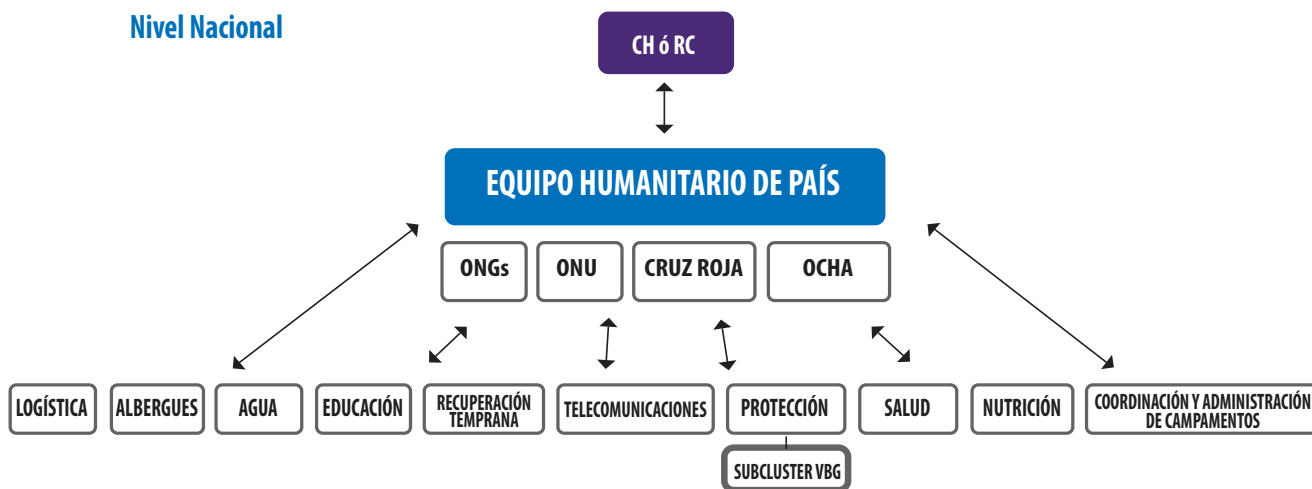 Nivel Nacional
CH ó RC
EQUIPO HUMANITARIO DE PAÍS
ONGs
ONU
CRUZ ROJA
OCHA
LOGÍSTICA
ALBERGUES
AGUA
EDUCACIÓN
RECUPERACIÓN
TEMPRANA
TELECOMUNICACIONES
PROTECCIÓN
SALUD
NUTRICIÓN
COORDINACIÓN Y ADMINISTRACIÓN
DE CAMPAMENTOS
SUBCLUSTER VBG